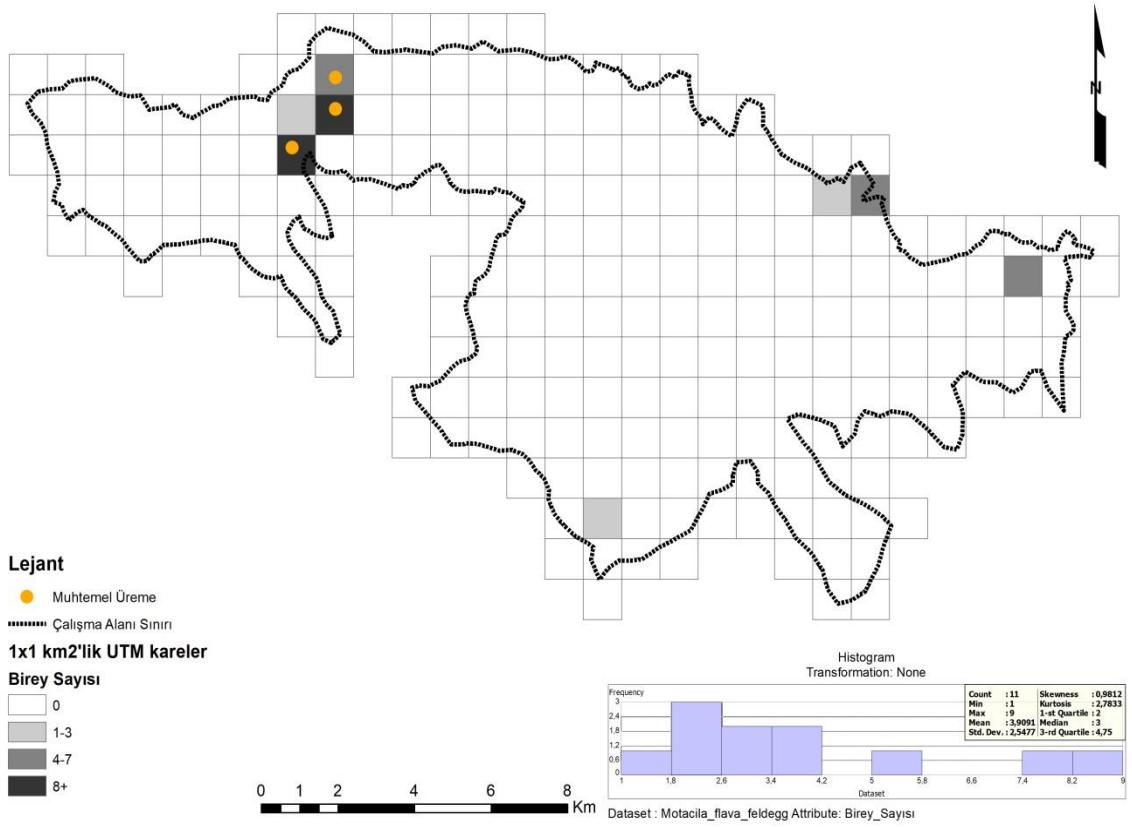 N
Lejant
Muhtemel Üreme
Çalışma Alanı Sınırı
1x1 km2'lik UTM kareler
Birey Sayısı
0
1-3
4-7
8+
0 1 2 4 6 8
Km
Histogram
Transformation: None
Frequency
3
2,4
1,8
1,2
0,6
0
1 1,8 2,6 3,4 4,2 5 5,8 6,6 7,4 8,2 9
Dataset
Count : 11 Skewness : 0,9812
Min : 1 Kurtosis : 2,7833
Max : 9 1-st Quartile : 2
Mean : 3,9091 Median : 3
Std. Dev. : 2,5477 3-rd Quartile : 4,75
Dataset : Motacila_flava_feldegg Attribute: Birey_Sayısı